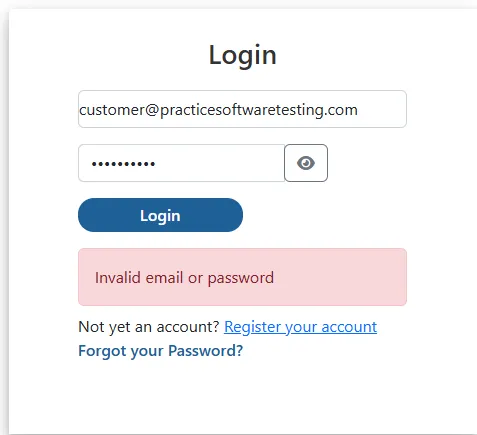 Login
customer@practicesoftwaretesting.com
••••••••••
Login
Invalid email or password
Not yet an account? Register your account
Forgot your Password?